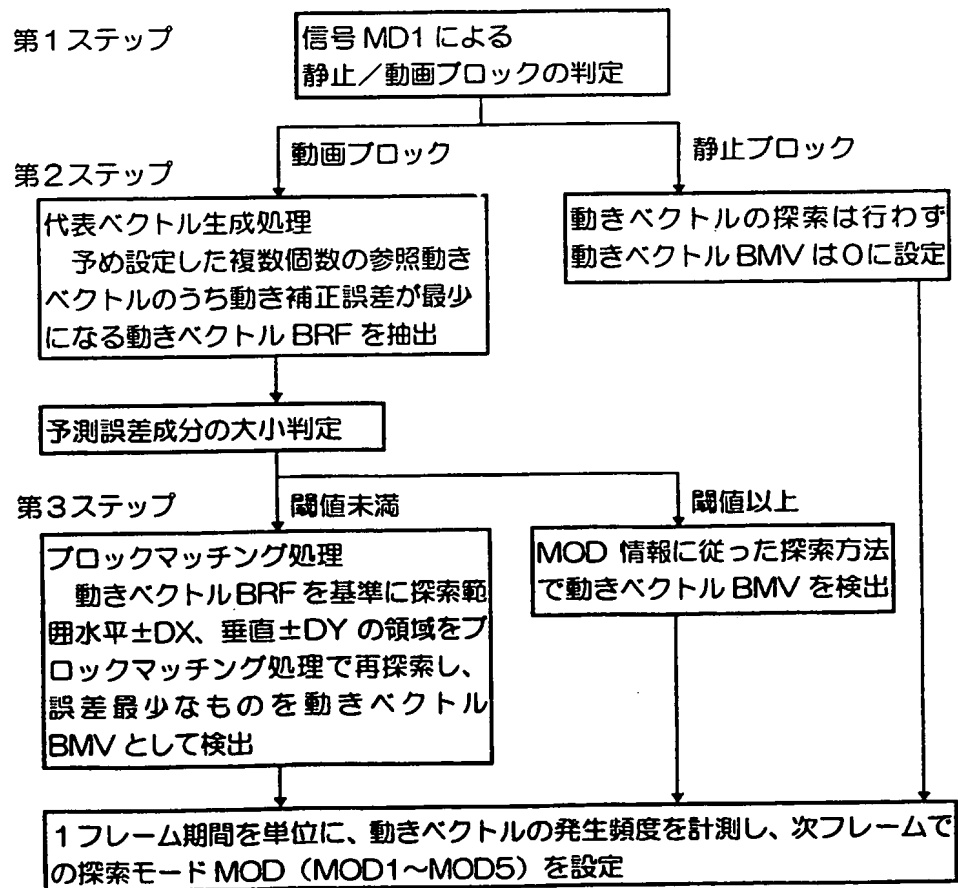 第1ステップ
信号 MD1 による
静止／動画ブロックの判定
動画ブロック
静止ブロック
第2ステップ
代表ベクトル生成処理
予め設定した複数個数の参照動き
ベクトルのうち動き補正誤差が最少
になる動きベクトル BRF を抽出
動きベクトルの探索は行わず
動きベクトル BMV は0に設定
予測誤差成分の大小判定
第3ステップ
閾値未満
閾値以上
ブロックマッチング処理
動きベクトルBRFを基準に探索範
囲水平±DX、垂直±DY の領域をブ
ロックマッチング処理で再探索し、
誤差最少なものを動きベクトル
BMV として検出
MOD 情報に従った探索方法
で動きベクトル BMV を検出
1フレーム期間を単位に、動きベクトルの発生頻度を計測し、次フレームで
の探索モード MOD（MOD1～MOD5）を設定